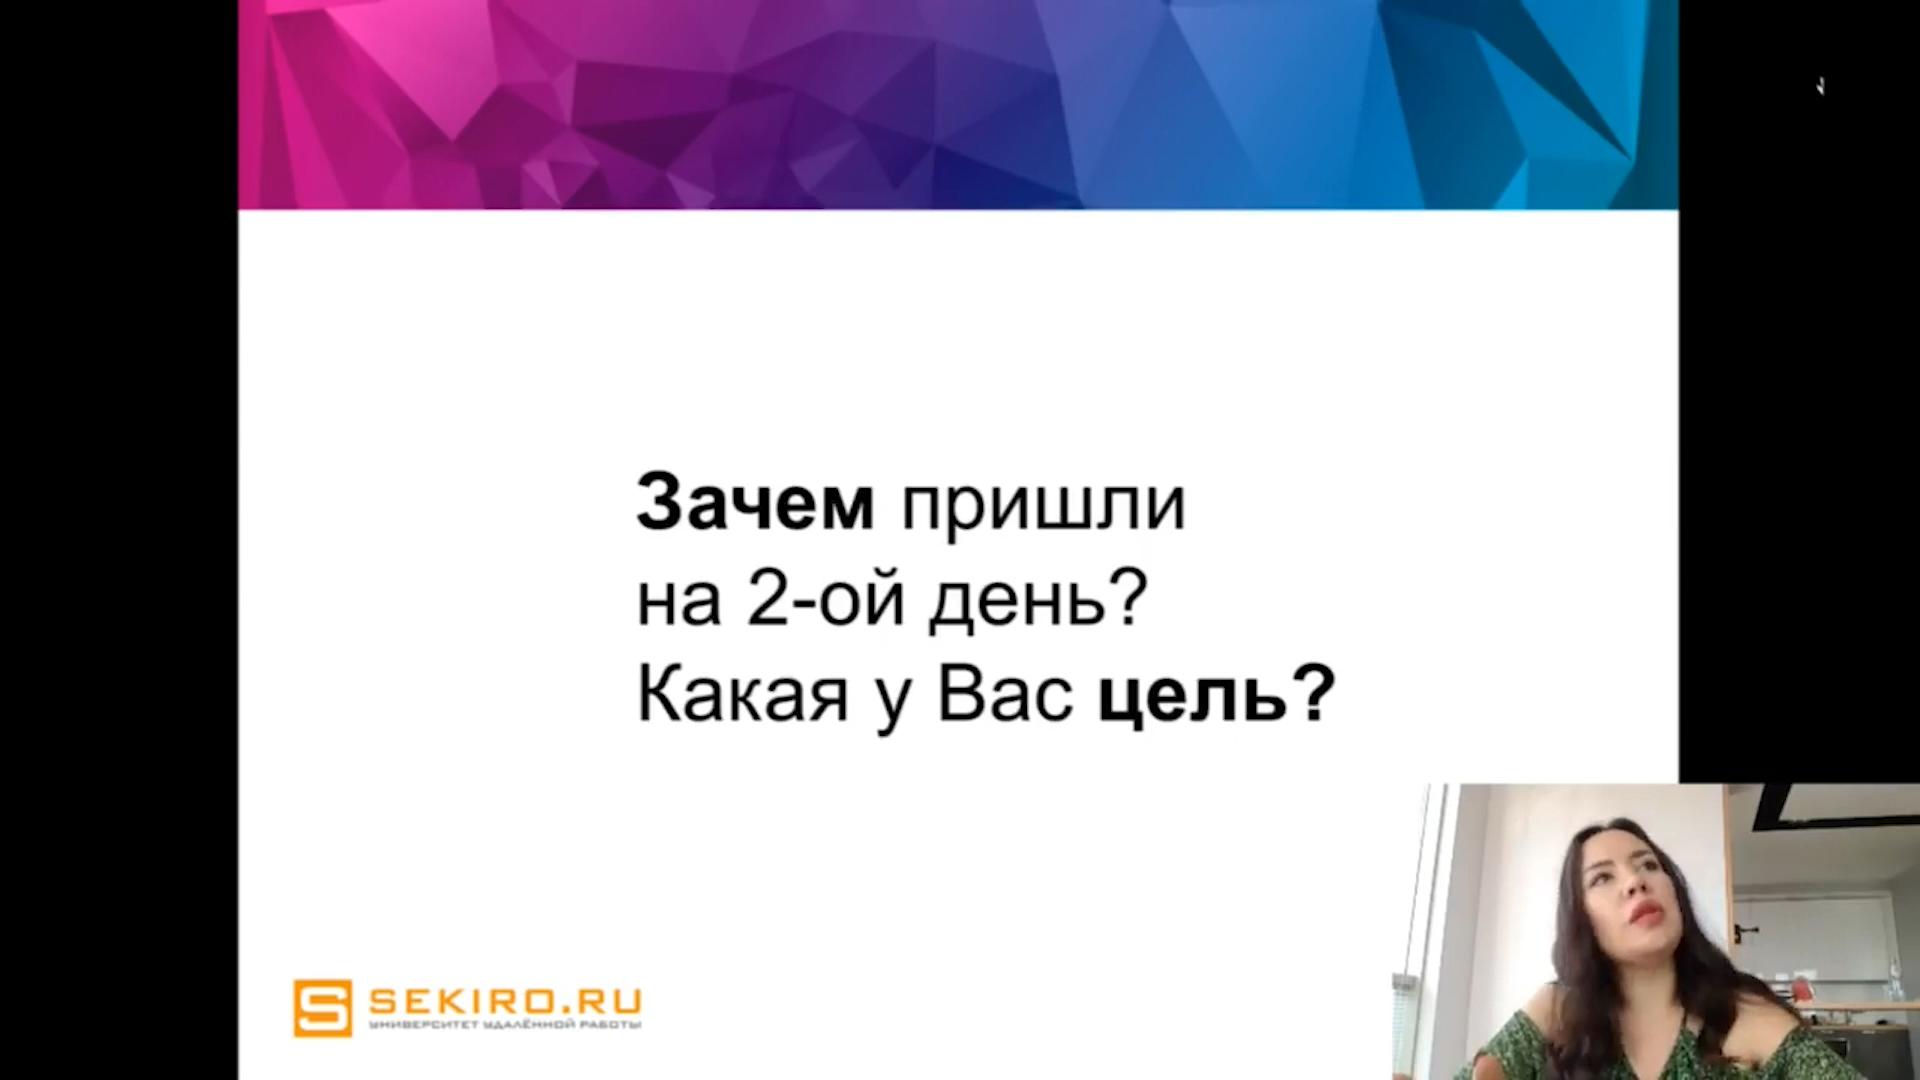 Зачем пришли
на 2-ой день?
Какая у Вас цель?
SEKIRO.RU
УНИВЕРСИТЕТ УДАЛЁННОЙ РАБОТЫ